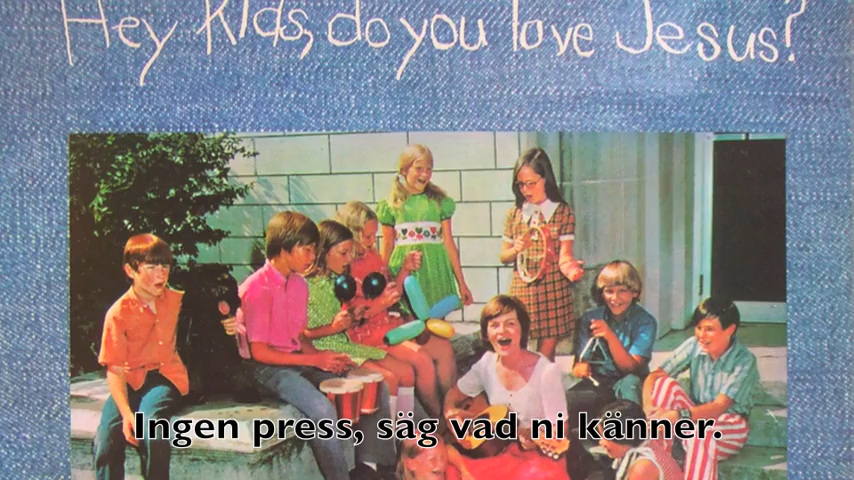 Hey Kids, do you love Jesus?
Ingen press, säg vad ni känner.